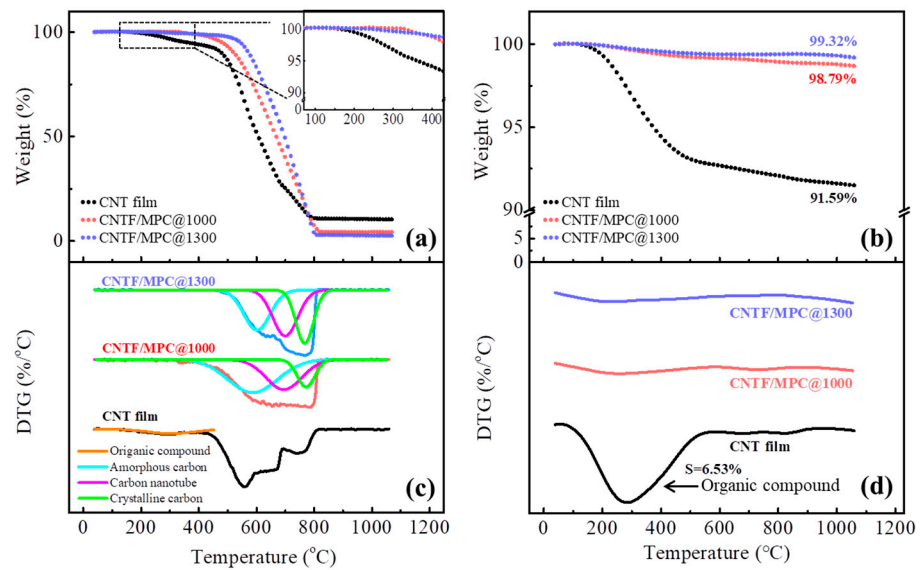 100
50
0
Weight (%)
100
95
90
0
100 200 300 400
CNT film
CNTF/MPC@1000
CNTF/MPC@1300
(a)
100
95
90
5
0
Weight (%)
99.32%
98.79%
91.59%
CNT film
CNTF/MPC@1000
CNTF/MPC@1300
(b)
DTG (%/°C)
CNTF/MPC@1300
CNTF/MPC@1000
CNT film
Origanic compound
Amorphous carbon
Carbon nanotube
Crystalline carbon
(c)
0 200 400 600 800 1000 1200
Temperature (°C)
DTG (%/°C)
CNTF/MPC@1300
CNTF/MPC@1000
CNT film
S=6.53%
Organic compound
(d)
0 200 400 600 800 1000 1200
Temperature (°C)